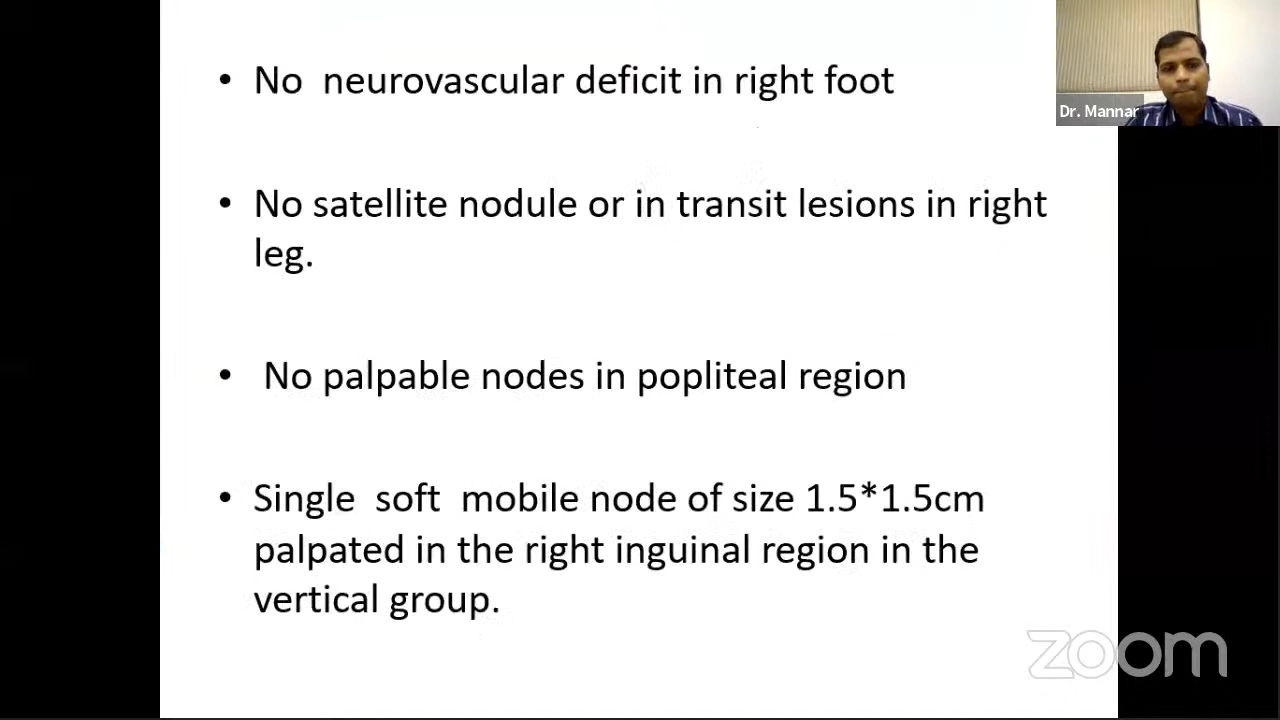 • No neurovascular deficit in right foot
Dr. Mannar
• No satellite nodule or in transit lesions in right
leg.
• No palpable nodes in popliteal region
• Single soft mobile node of size 1.5*1.5cm
palpated in the right inguinal region in the
vertical group.
zoom